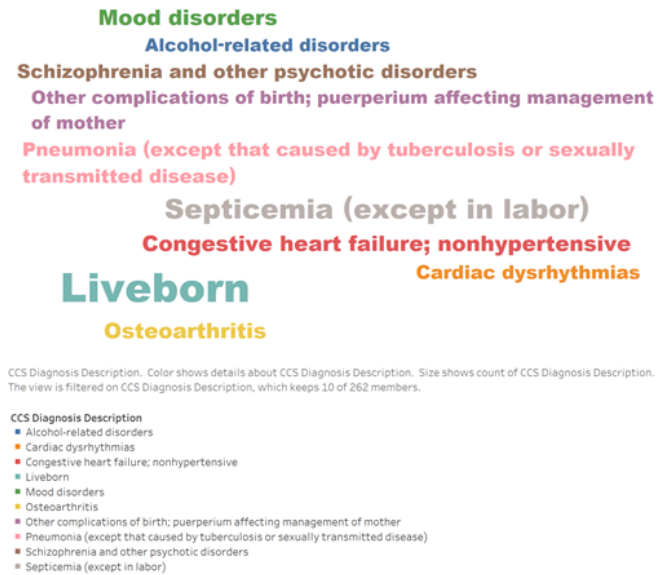 Mood disorders
Alcohol-related disorders
Schizophrenia and other psychotic disorders
Other complications of birth; puerperium affecting management
of mother
Pneumonia (except that caused by tuberculosis or sexually
transmitted disease)
Septicemia (except in labor)
Congestive heart failure; nonhypertensive
Cardiac dysrhythmias
Liveborn
Osteoarthritis
CCS Diagnosis Description. Color shows details about CCS Diagnosis Description. Size shows count of CCS Diagnosis Description.
The view is filtered on CCS Diagnosis Description, which keeps 10 of 262 members.
CCS Diagnosis Description
Alcohol-related disorders
Cardiac dysrhythmias
Congestive heart failure; nonhypertensive
Liveborn
Mood disorders
Osteoarthritis
Other complications of birth; puerperium affecting management of mother
Pneumonia (except that caused by tuberculosis or sexually transmitted disease)
Schizophrenia and other psychotic disorders
Septicemia (except in labor)